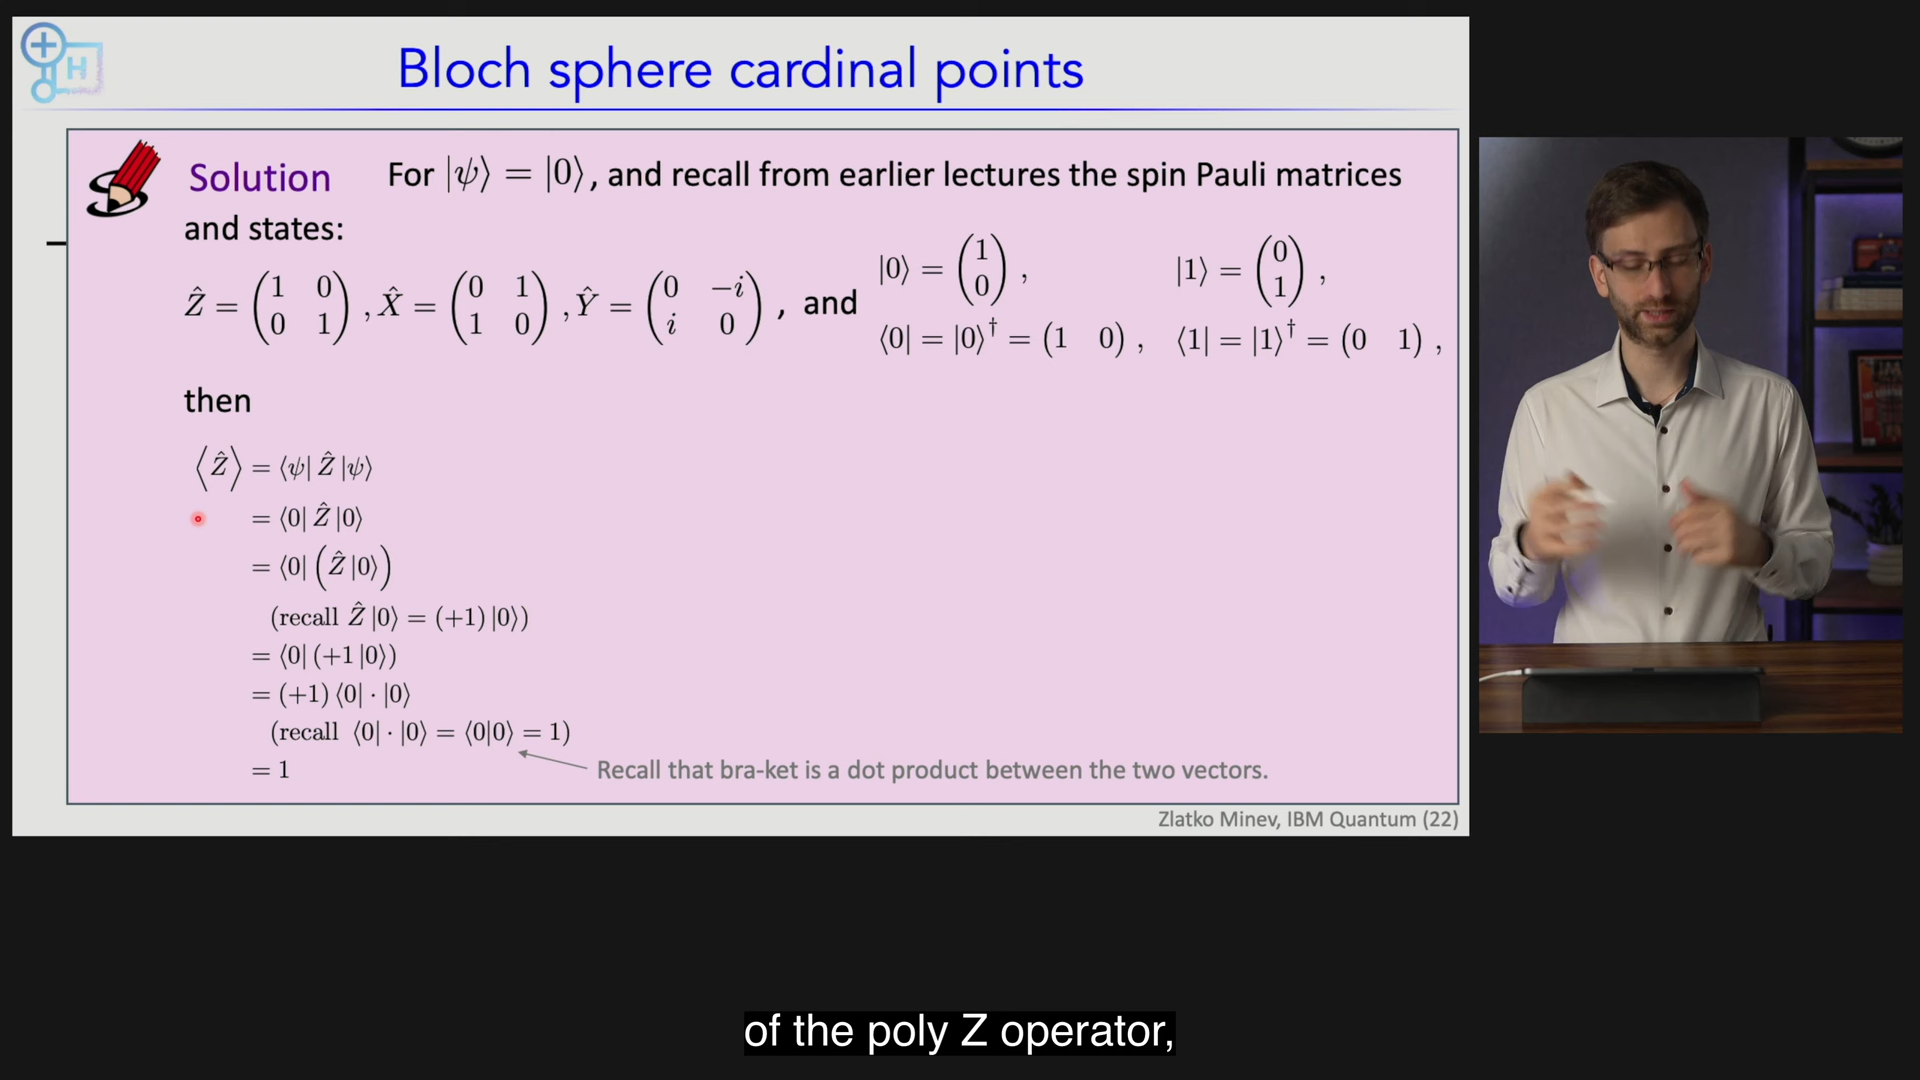 H
Bloch sphere cardinal points
Solution For |ψ⟩ = |0⟩, and recall from earlier lectures the spin Pauli matrices
and states:
Ẑ = (1 0 0 1), X̂ = (0 1 1 0), Ŷ = (0 −i i 0), and
|0⟩ = (1 0), |1⟩ = (0 1),
⟨0| = |0⟩† = (1 0), ⟨1| = |1⟩† = (0 1),
then
⟨Ẑ⟩ = ⟨ψ| Ẑ |ψ⟩
= ⟨0| Ẑ |0⟩
= ⟨0| (Ẑ |0⟩)
(recall Ẑ |0⟩ = (+1) |0⟩)
= ⟨0| (+1 |0⟩)
= (+1) ⟨0| · |0⟩
(recall ⟨0| · |0⟩ = ⟨0|0⟩ = 1)
= 1
Recall that bra-ket is a dot product between the two vectors.
Zlatko Minev, IBM Quantum (22)
of the poly Z operator,